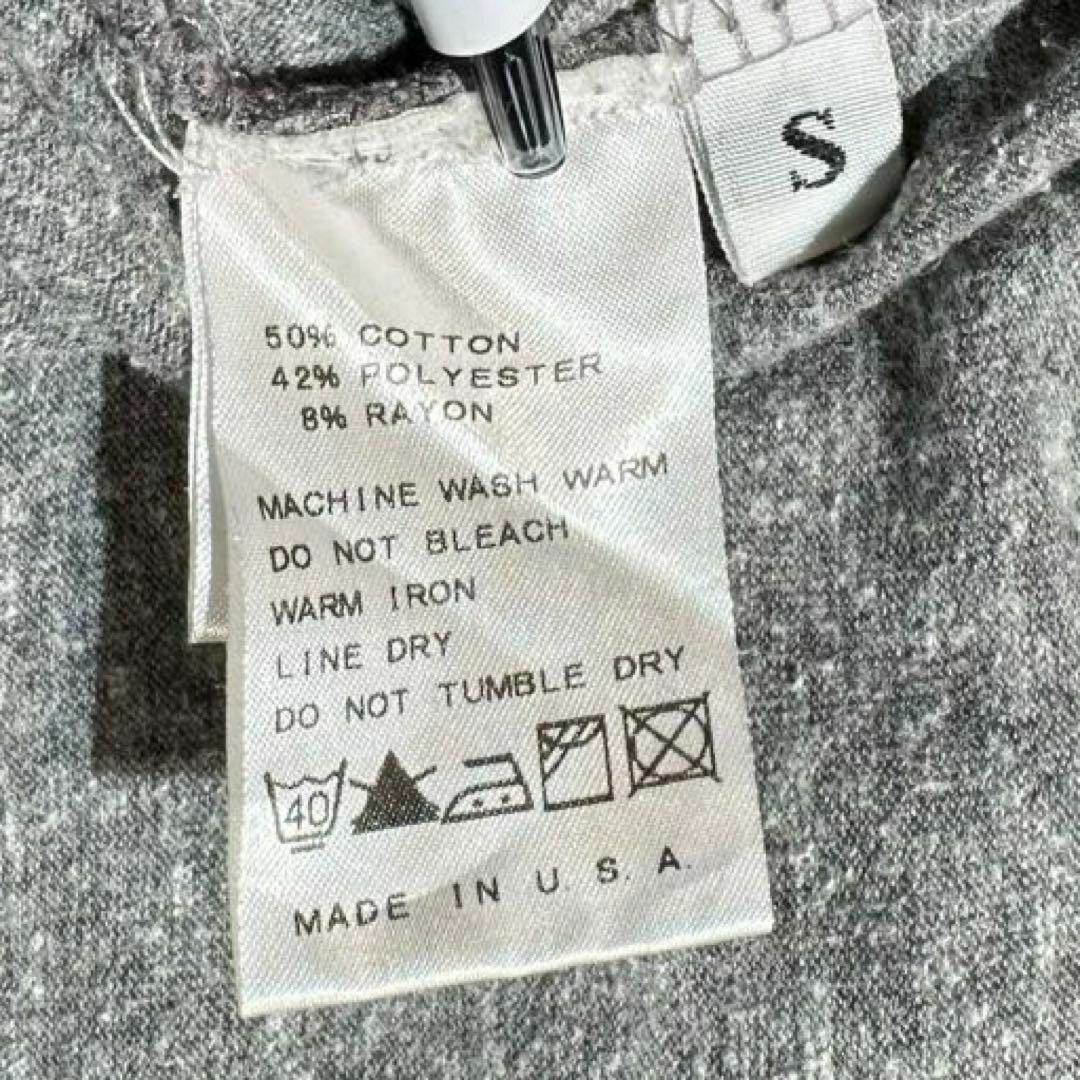 S
50% COTTON
42% POLYESTER
8% RAYON
MACHINE WASH WARM
DO NOT BLEACH
WARM IRON
LINE DRY
DO NOT TUMBLE DRY
40
MADE IN U. S. A.